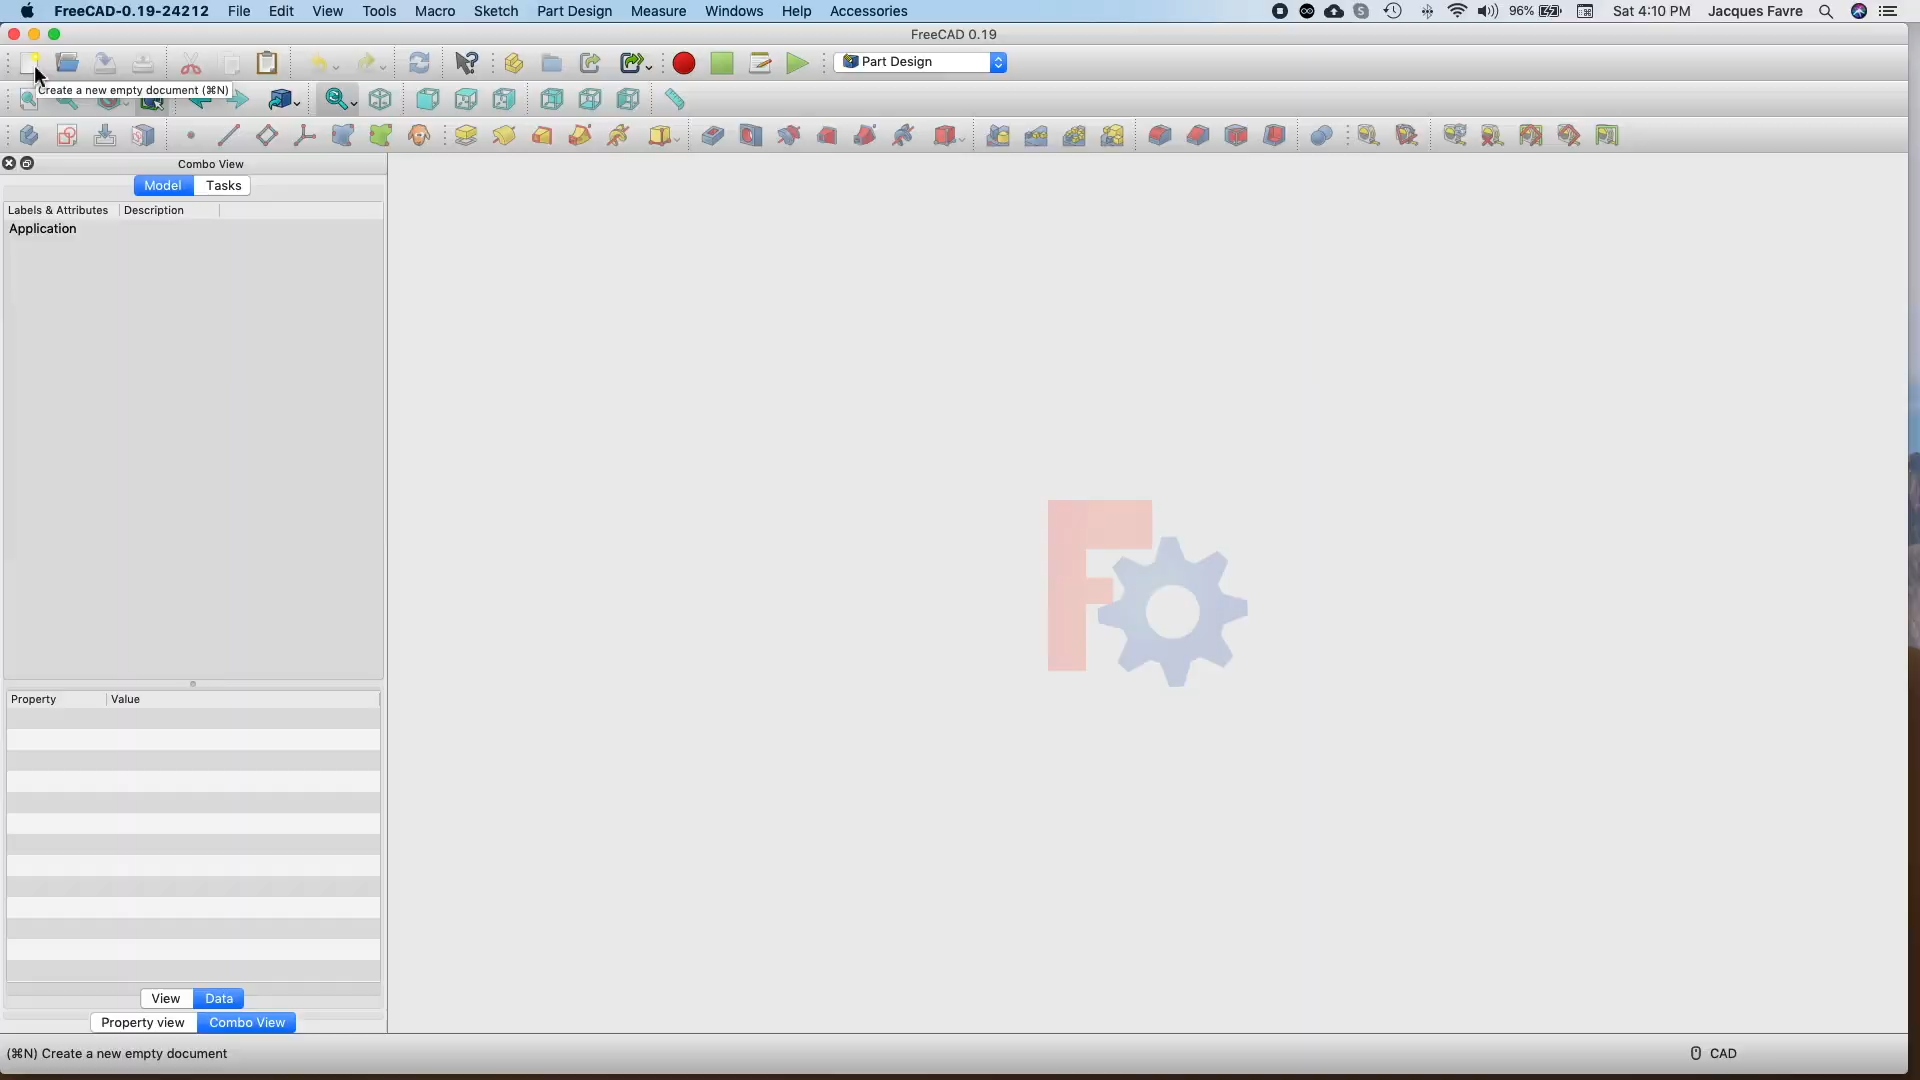 FreeCAD-0.19-24212 File Edit View Tools Macro Sketch Part Design Measure Windows Help Accessories 96% Sat 4:10 PM Jacques Favre
FreeCAD 0.19
Part Design
Create a new empty document (⌘N)
Combo View
Model Tasks
Labels & Attributes Description
Application
Property Value
View Data
Property view Combo View
(⌘N) Create a new empty document
CAD